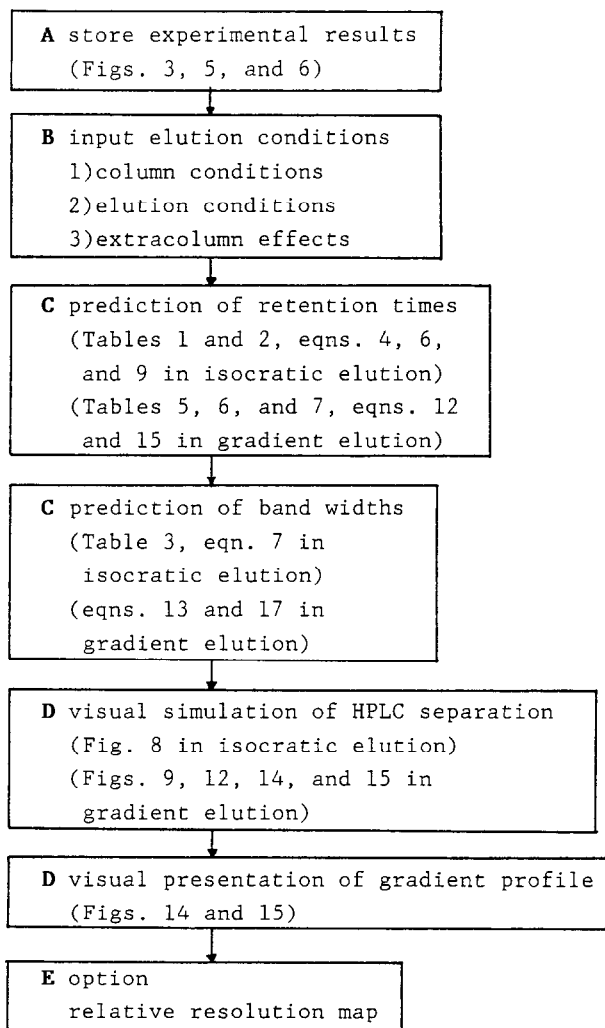 A store experimental results
(Figs. 3, 5, and 6)
B input elution conditions
1)column conditions
2)elution conditions
3)extracolumn effects
C prediction of retention times
(Tables 1 and 2, eqns. 4, 6,
and 9 in isocratic elution)
(Tables 5, 6, and 7, eqns. 12
and 15 in gradient elution)
C prediction of band widths
(Table 3, eqn. 7 in
isocratic elution)
(eqns. 13 and 17 in
gradient elution)
D visual simulation of HPLC separation
(Fig. 8 in isocratic elution)
(Figs. 9, 12, 14, and 15 in
gradient elution)
D visual presentation of gradient profile
(Figs. 14 and 15)
E option
relative resolution map